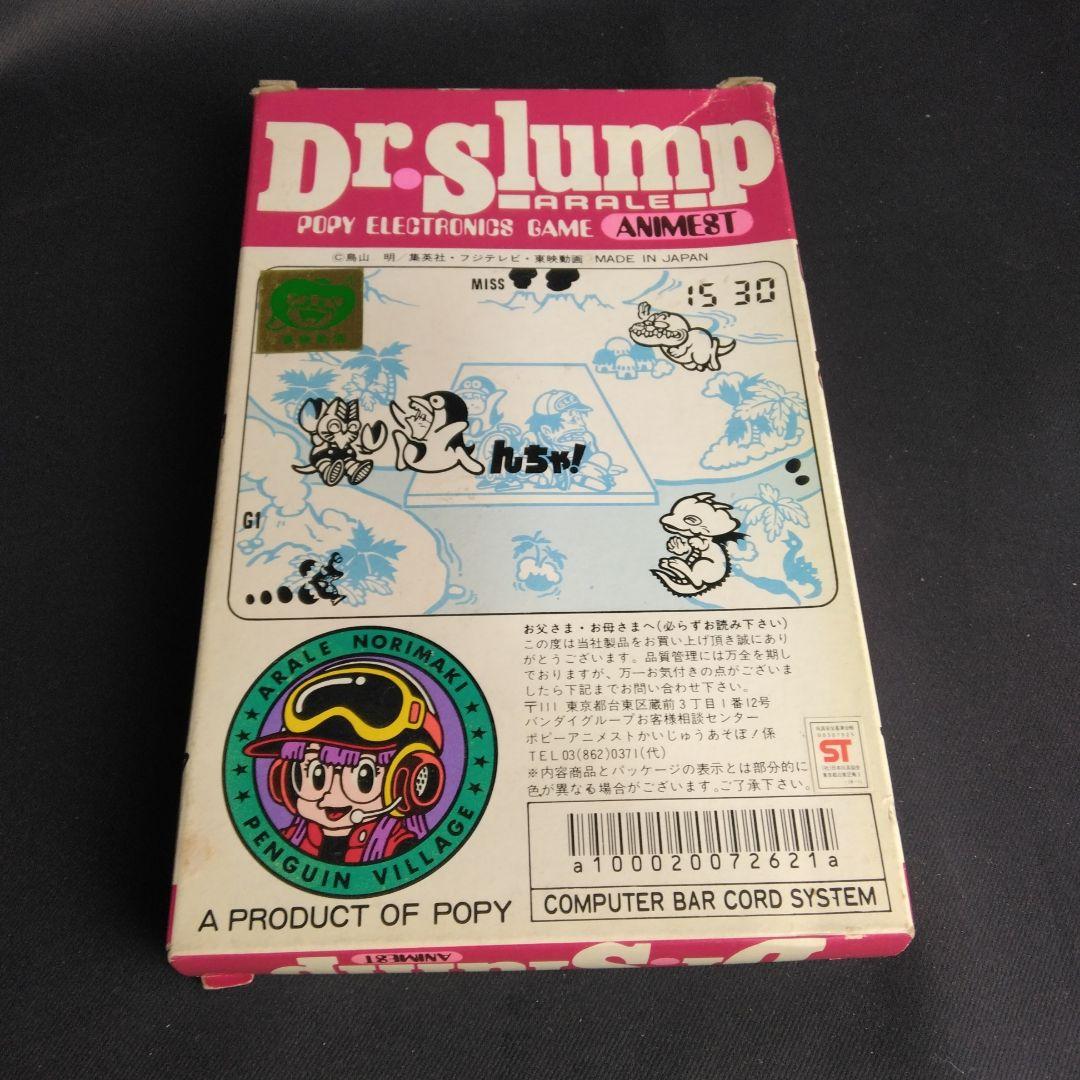 Dr.Slump
ARALE
POPY ELECTRONICS GAME ANIMEST
©鳥山 明/集英社・フジテレビ・東映動画 MADE IN JAPAN
MISS
15 30
んちゃ!
G1
ARALE NORIMAKI
PENGUIN VILLAGE
A PRODUCT OF POPY
お父さま・お母さまへ(必らずお読み下さい)
この度は当社製品をお買い上げ頂き誠にあり
がとうございます。品質管理には万全を期し
でありますが、万一お気付きの点がございま
したら下記までお問い合わせ下さい。
〒111 東京都台東区蔵前3丁目1番12号
バンダイグループお客様相談センター
ポピーアニメストかいじゅうあそぼ!係
TEL03(862)0371(代)
※内容商品とパッケージの表示とは部分的に
色が異なる場合がございます。ご了承下さい。
ST
a100020072621a
COMPUTER BAR CORD SYSTEM
Dr.Slump
ANIMEST